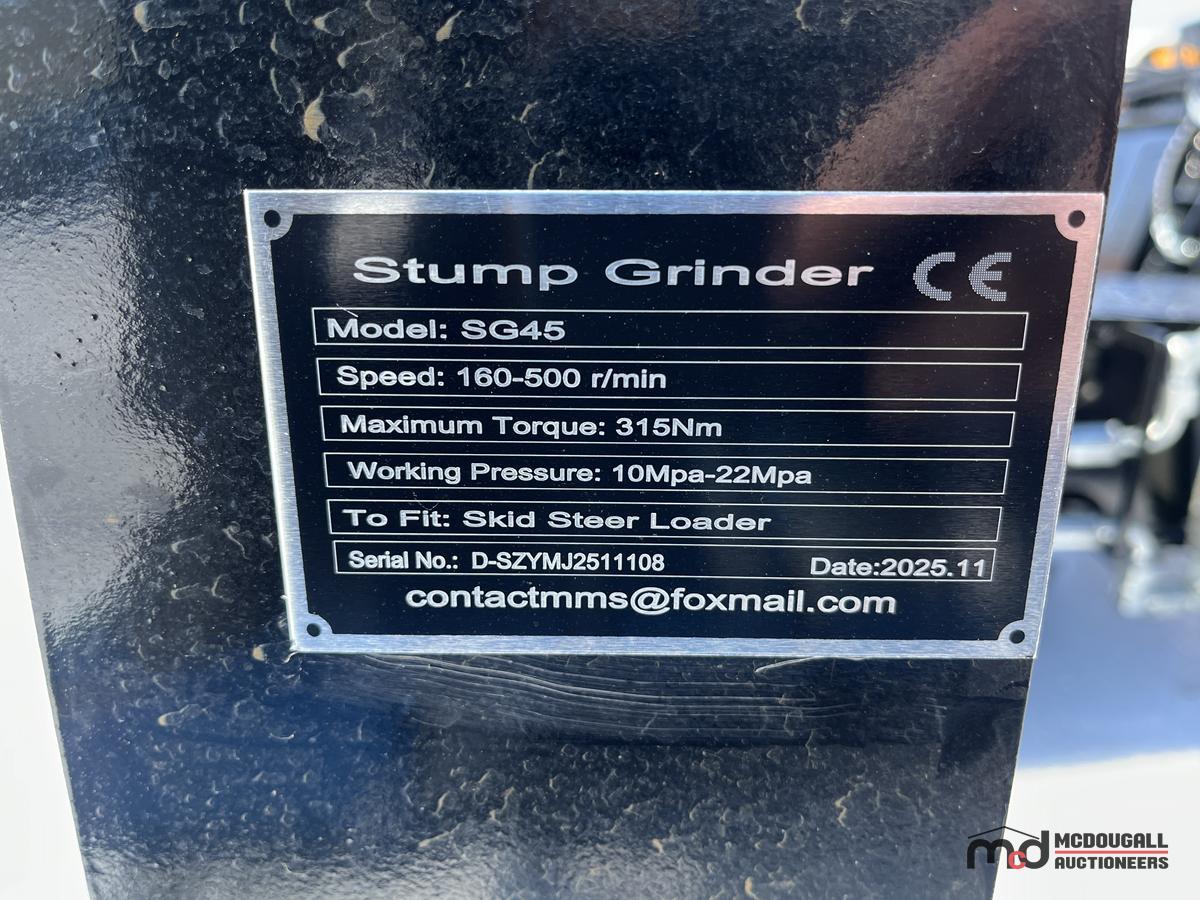 Stump Grinder CE
Model: SG45
Speed: 160-500 r/min
Maximum Torque: 315Nm
Working Pressure: 10Mpa-22Mpa
To Fit: Skid Steer Loader
Serial No.: D-SZYMJ2511108 Date:2025.11
contactmms@foxmail.com
mcd MCDOUGALL
AUCTIONEERS